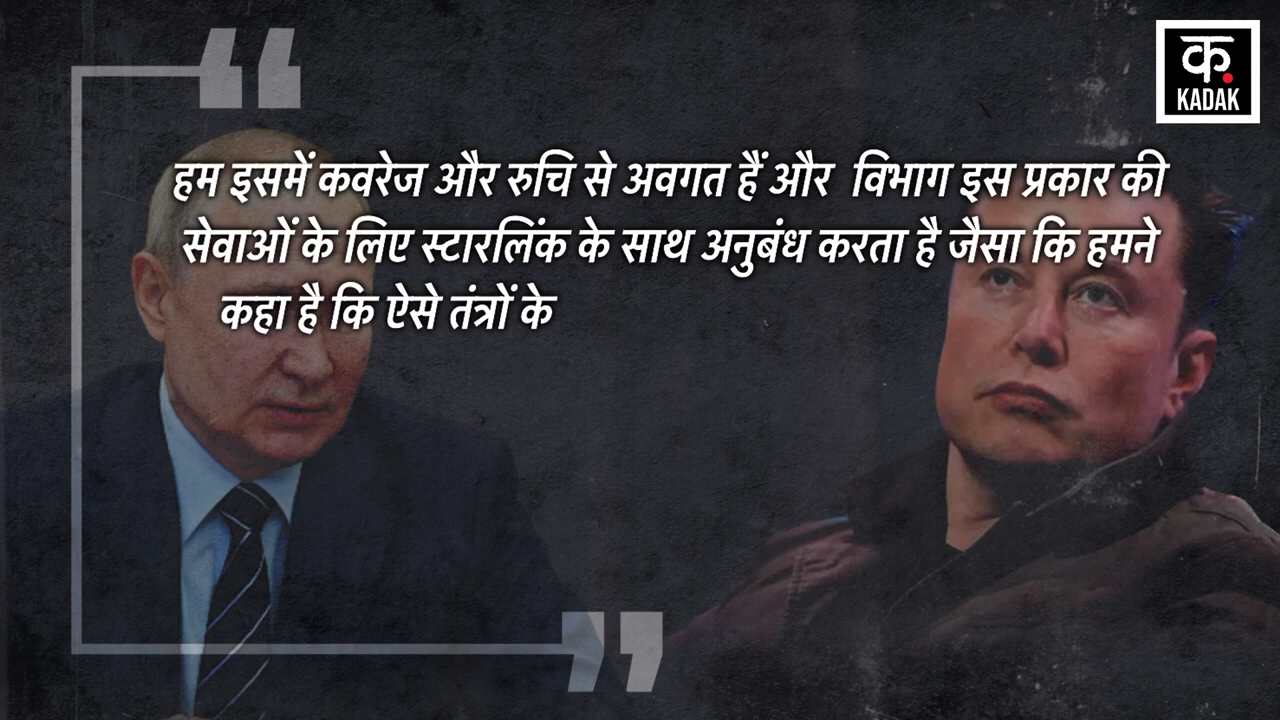 क.
KADAK
हम इसमें कवरेज और रुचि से अवगत हैं और विभाग इस प्रकार की
सेवाओं के लिए स्टारलिंक के साथ अनुबंध करता है जैसा कि हमने
कहा है कि ऐसे तंत्रों के